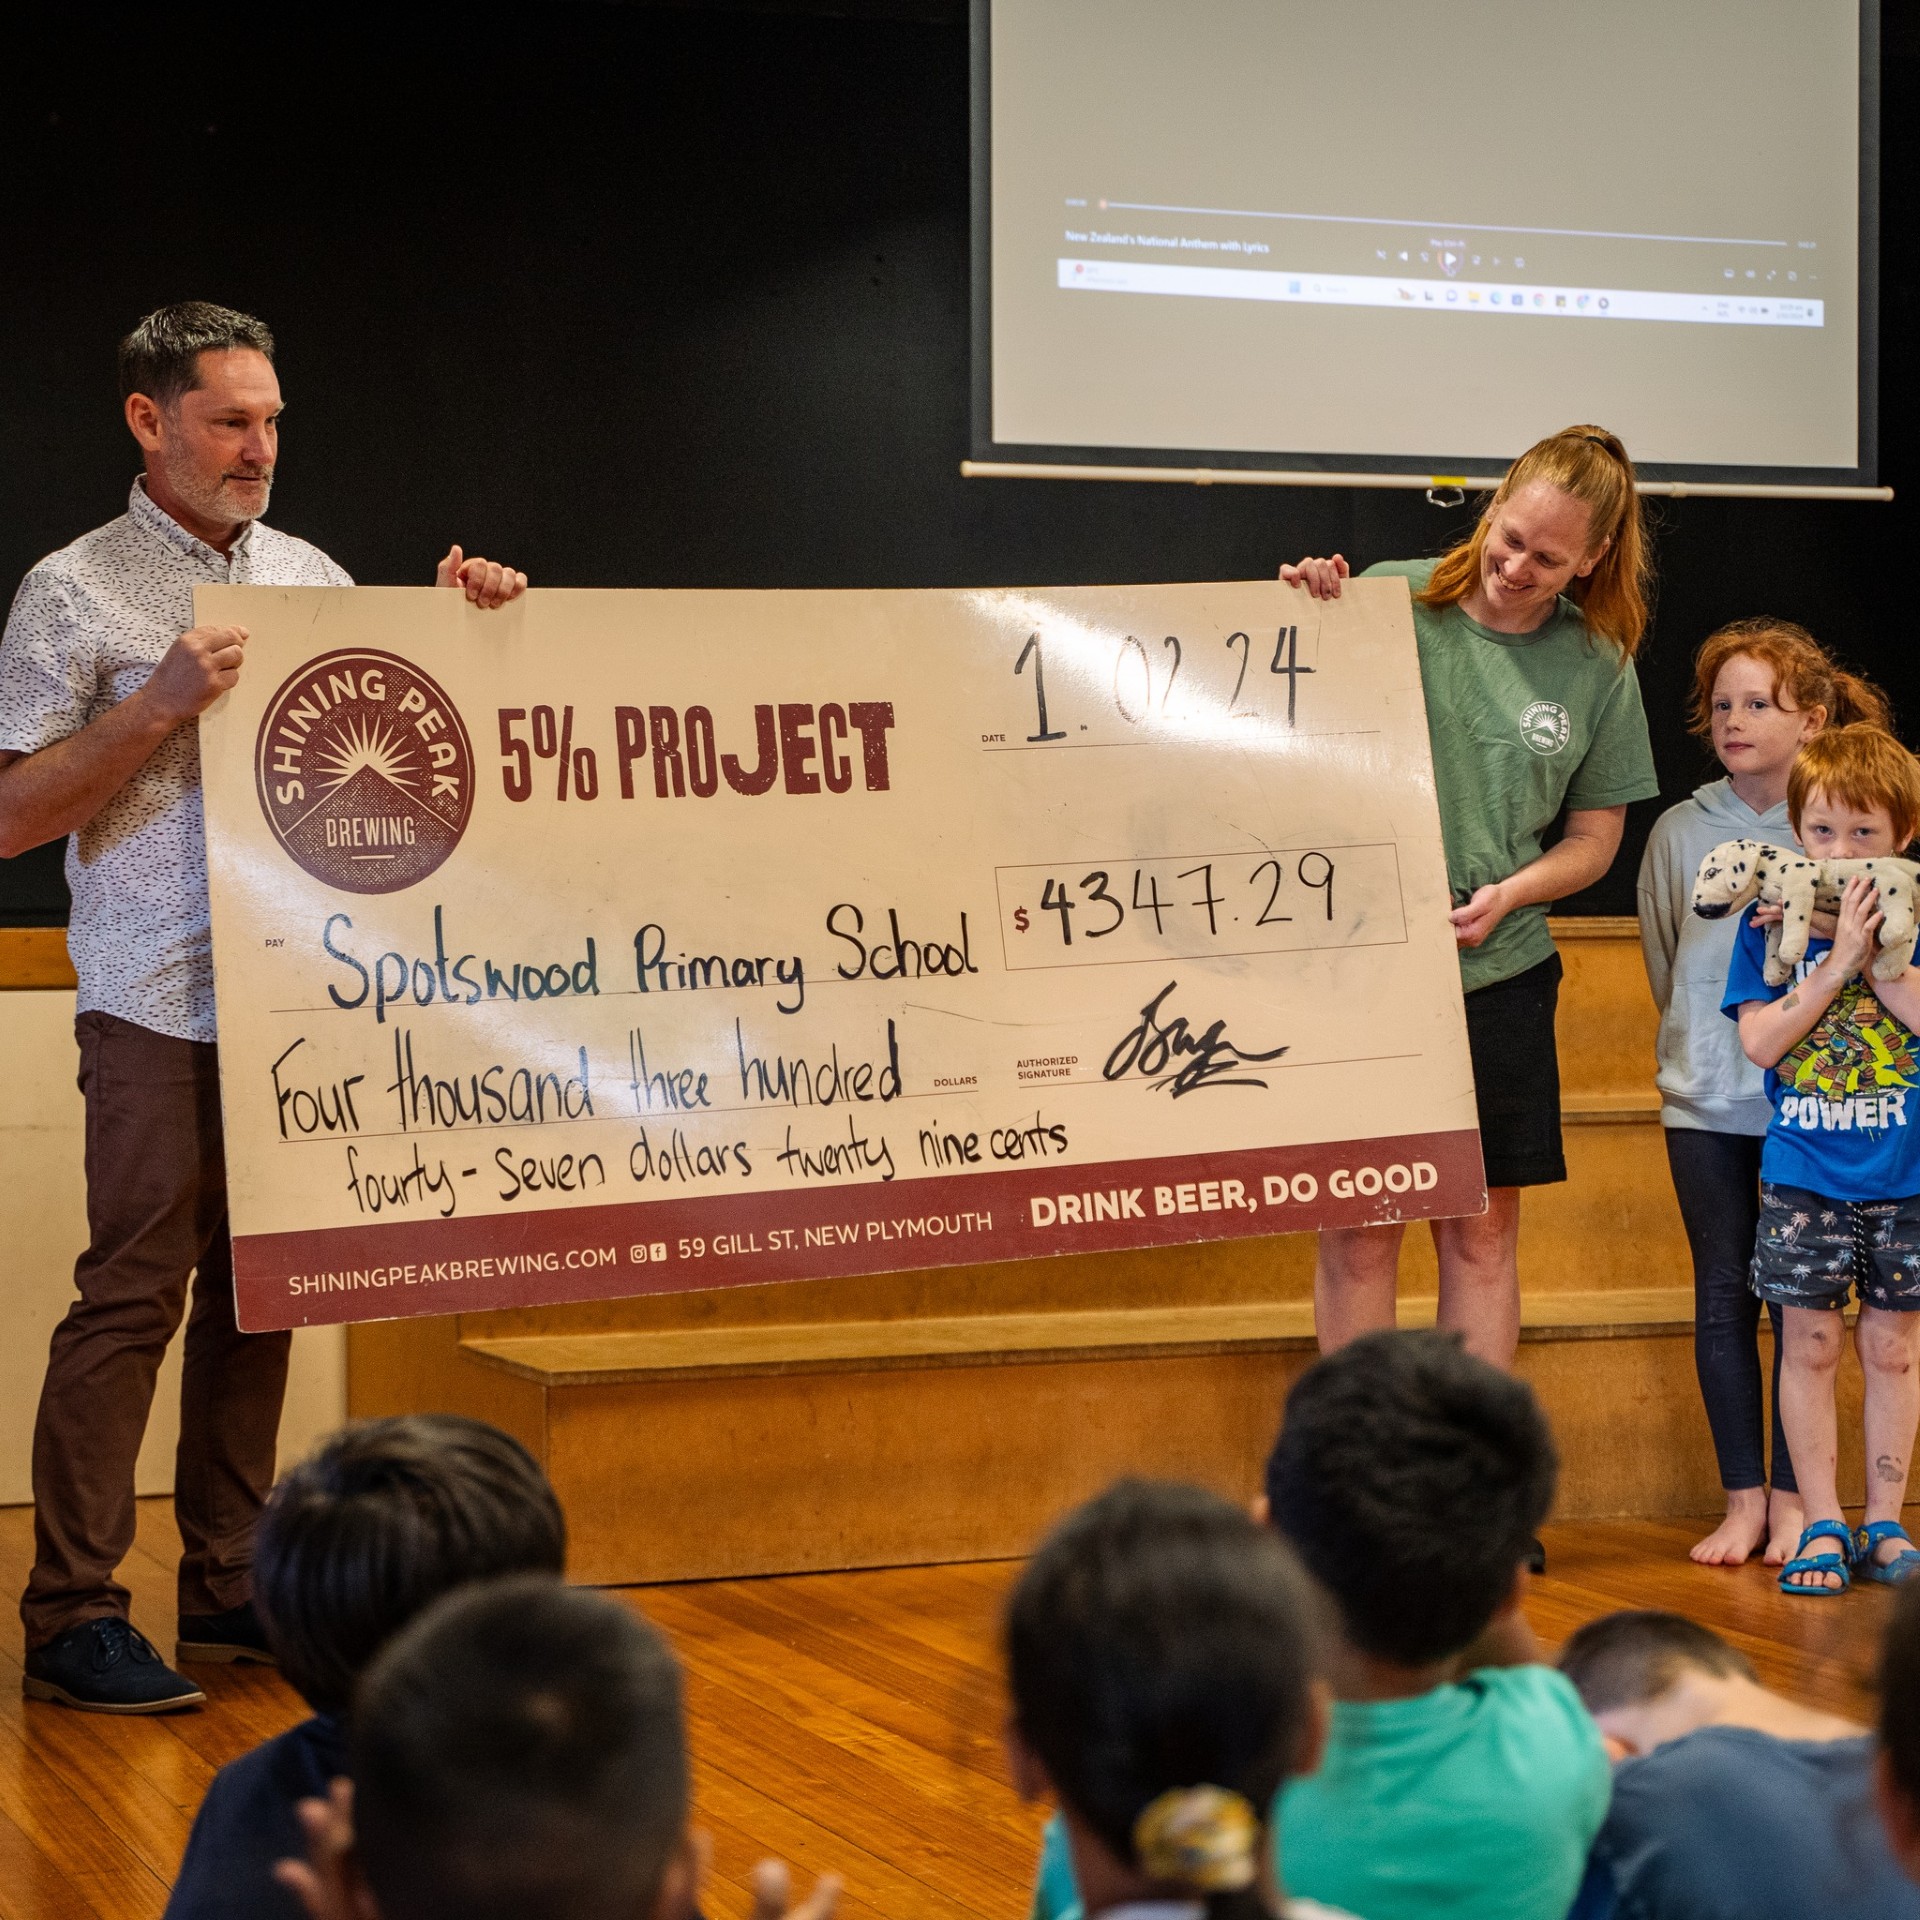 New Zealand's National Anthem with Lyrics
SHINING PEAK
BREWING
5% PROJECT
DATE 1.02.24
$ 4347.29
PAY Spotswood Primary School
Four thousand three hundred DOLLARS
fourty-seven dollars twenty nine cents
AUTHORIZED
SIGNATURE
SHININGPEAKBREWING.COM 59 GILL ST, NEW PLYMOUTH DRINK BEER, DO GOOD
SHINING PEAK
BREWING
POWER